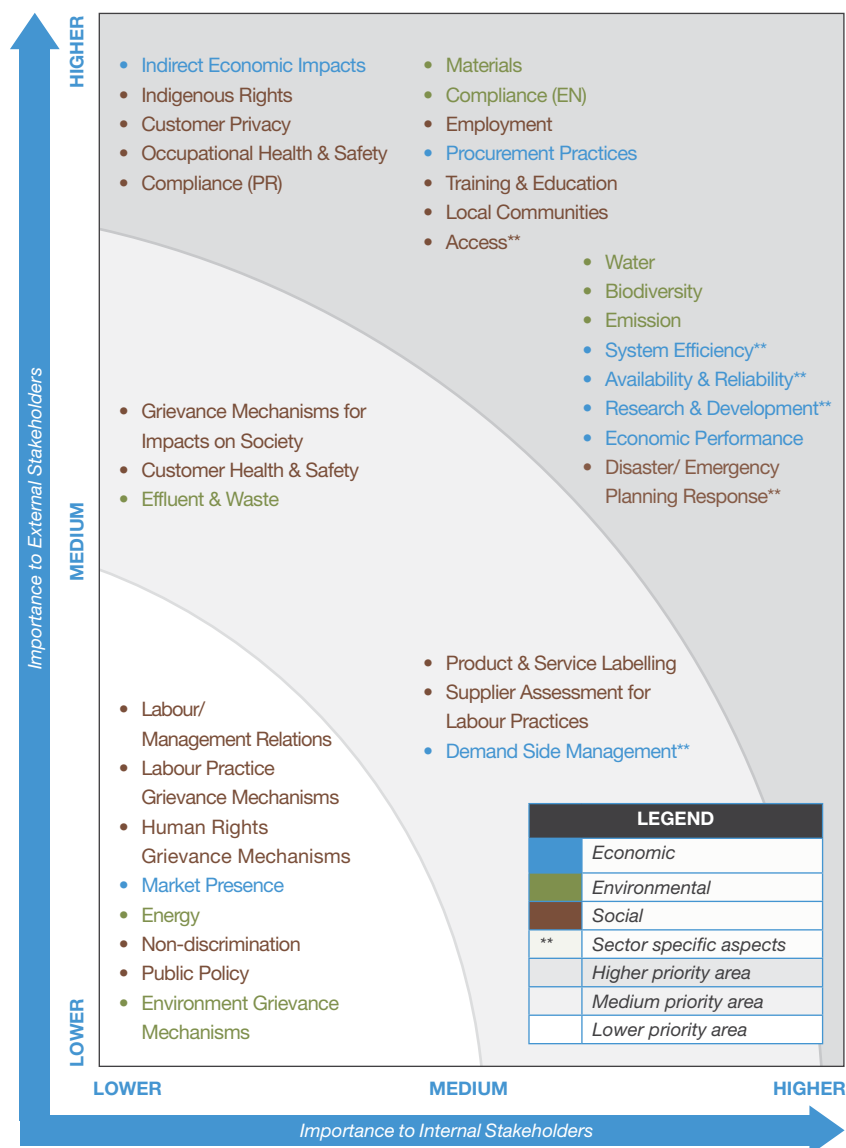 HIGHER
• Indirect Economic Impacts
• Indigenous Rights
• Customer Privacy
• Occupational Health & Safety
• Compliance (PR)
• Materials
• Compliance (EN)
• Employment
• Procurement Practices
• Training & Education
• Local Communities
• Access**
• Water
• Biodiversity
• Emission
• System Efficiency**
• Availability & Reliability**
• Research & Development**
• Economic Performance
• Disaster/ Emergency
Planning Response**
Importance to External Stakeholders
MEDIUM
• Grievance Mechanisms for
Impacts on Society
• Customer Health & Safety
• Effluent & Waste
• Product & Service Labelling
• Supplier Assessment for
Labour Practices
• Demand Side Management**
• Labour/
Management Relations
• Labour Practice
Grievance Mechanisms
• Human Rights
Grievance Mechanisms
• Market Presence
• Energy
• Non-discrimination
• Public Policy
• Environment Grievance
Mechanisms
LEGEND
Economic
Environmental
Social
** Sector specific aspects
Higher priority area
Medium priority area
Lower priority area
LOWER
LOWER
MEDIUM
HIGHER
Importance to Internal Stakeholders